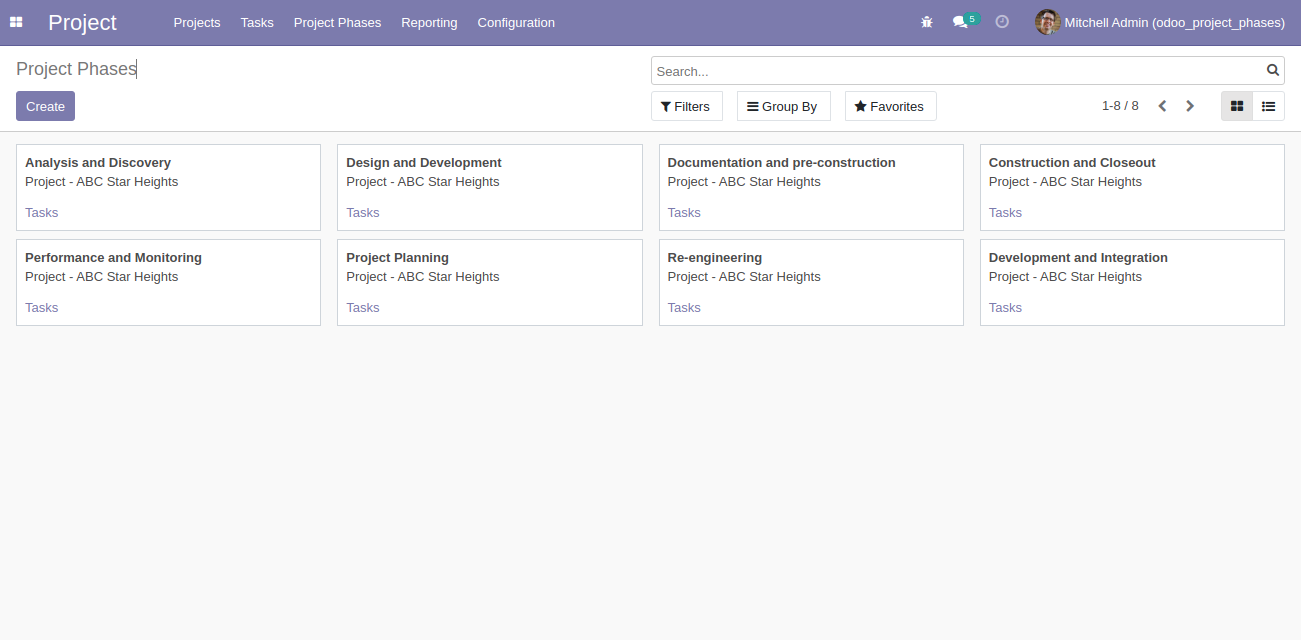 Project Projects Tasks Project Phases Reporting Configuration 5 Mitchell Admin (odoo_project_phases)
Project Phases
Search...
Create Filters Group By Favorites 1-8 / 8
Analysis and Discovery
Project - ABC Star Heights
Tasks
Design and Development
Project - ABC Star Heights
Tasks
Documentation and pre-construction
Project - ABC Star Heights
Tasks
Construction and Closeout
Project - ABC Star Heights
Tasks
Performance and Monitoring
Project - ABC Star Heights
Tasks
Project Planning
Project - ABC Star Heights
Tasks
Re-engineering
Project - ABC Star Heights
Tasks
Development and Integration
Project - ABC Star Heights
Tasks